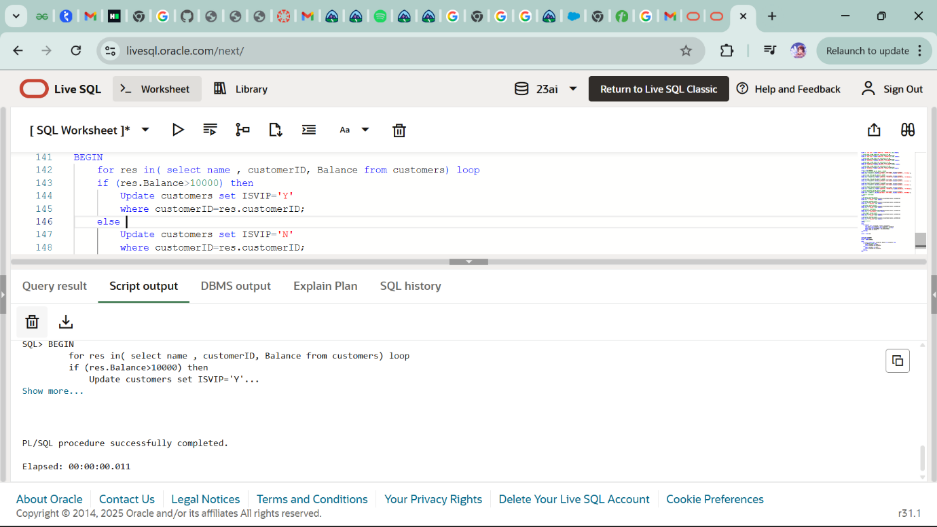 livesql.oracle.com/next/
Relaunch to update
Live SQL
Worksheet
Library
23ai
Return to Live SQL Classic
Help and Feedback
Sign Out
[ SQL Worksheet ]*
Aa
141 BEGIN
142 for res in( select name , customerID, Balance from customers) loop
143 if (res.Balance>10000) then
144 Update customers set ISVIP='Y'
145 where customerID=res.customerID;
146 else
147 Update customers set ISVIP='N'
148 where customerID=res.customerID;
Query result
Script output
DBMS output
Explain Plan
SQL history
SQL> BEGIN
for res in( select name , customerID, Balance from customers) loop
if (res.Balance>10000) then
Update customers set ISVIP='Y'...
Show more...
PL/SQL procedure successfully completed.
Elapsed: 00:00:00.011
About Oracle
Contact Us
Legal Notices
Terms and Conditions
Your Privacy Rights
Delete Your Live SQL Account
Cookie Preferences
Copyright © 2014, 2025 Oracle and/or its affiliates All rights reserved.
r31.1